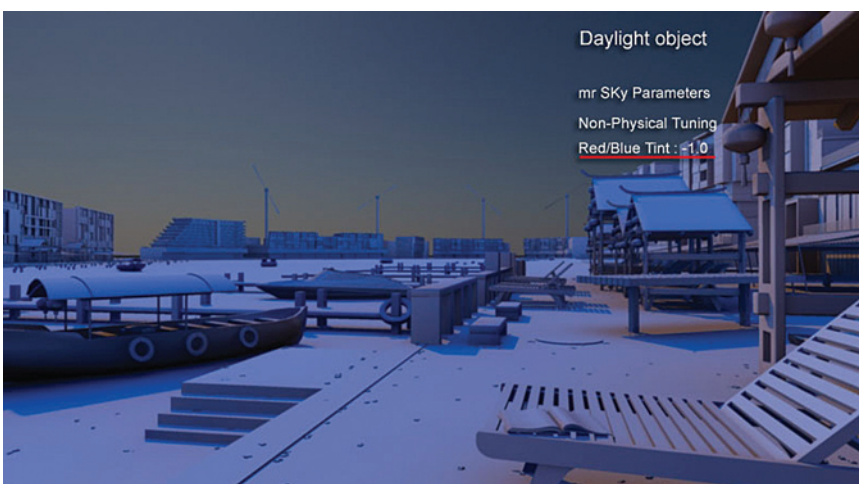 Daylight object
mr SKy Parameters
Non-Physical Tuning
Red/Blue Tint : -1.0